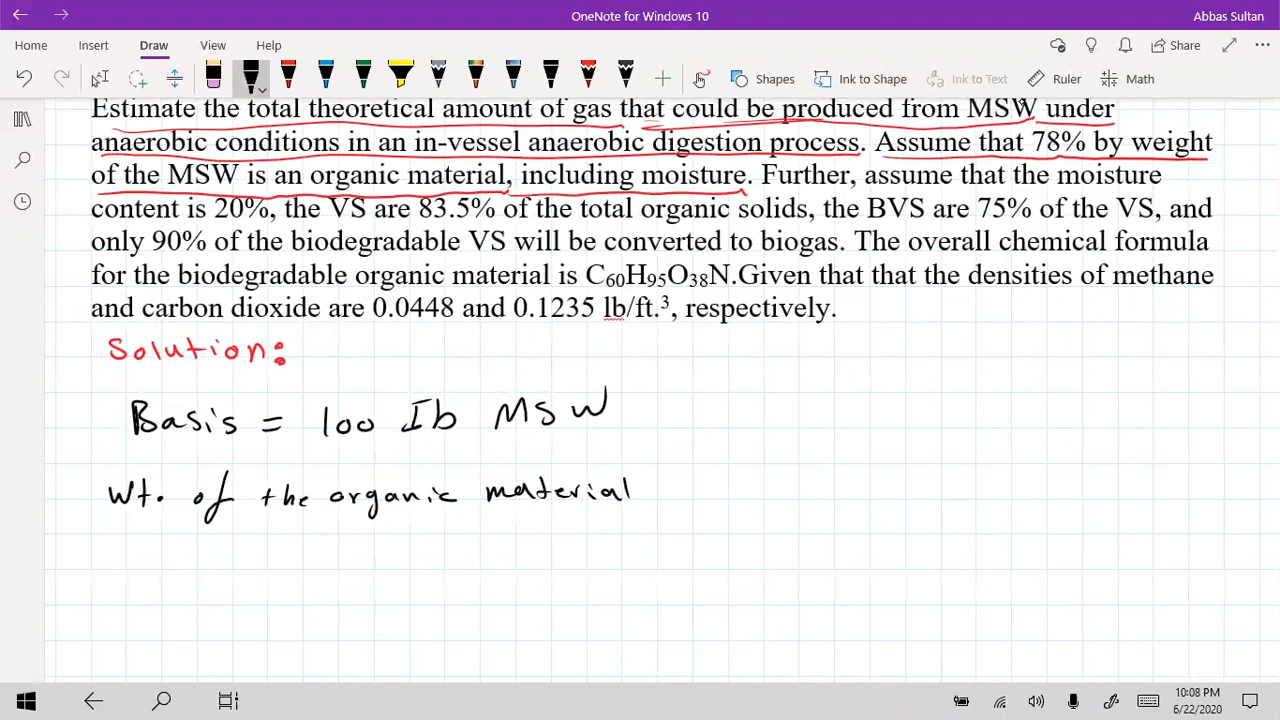 OneNote for Windows 10
Abbas Sultan
Home Insert Draw View Help
Share
Shapes Ink to Shape Ink to Text Ruler Math
Estimate the total theoretical amount of gas that could be produced from MSW under
anaerobic conditions in an in-vessel anaerobic digestion process. Assume that 78% by weight
of the MSW is an organic material, including moisture. Further, assume that the moisture
content is 20%, the VS are 83.5% of the total organic solids, the BVS are 75% of the VS, and
only 90% of the biodegradable VS will be converted to biogas. The overall chemical formula
for the biodegradable organic material is C60H95O38N.Given that that the densities of methane
and carbon dioxide are 0.0448 and 0.1235 lb/ft.³, respectively.
Solution:
Basis = 100 Ib MSW
Wt. of the organic material
10:08 PM
6/22/2020